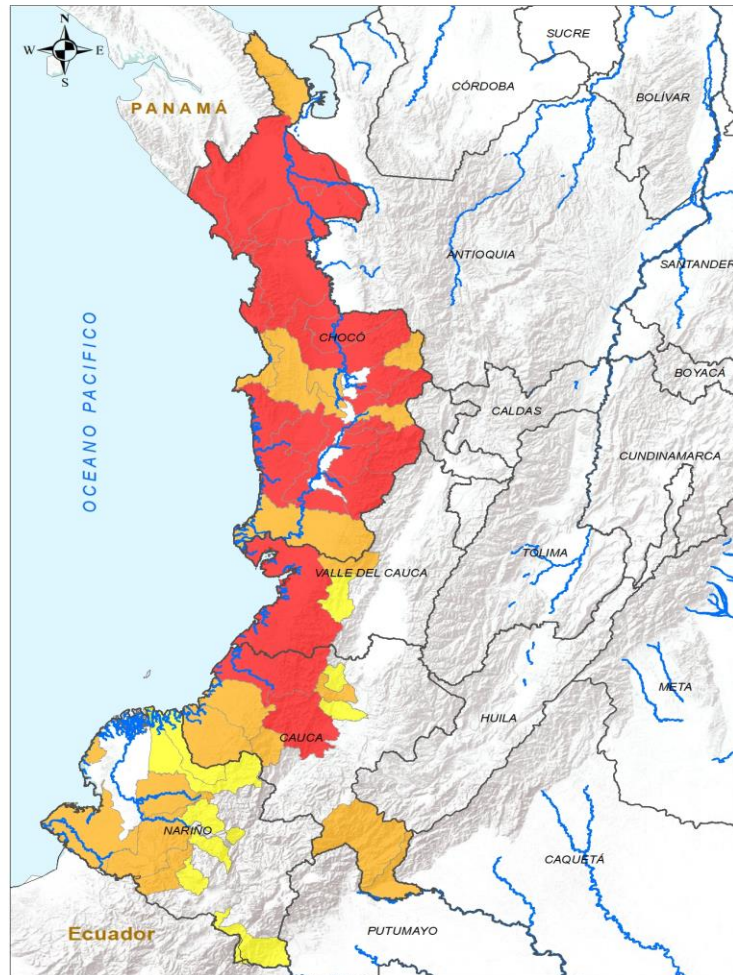 N
W E
S
SUCRE
CÓRDOBA
BOLÍVAR
PANAMÁ
ANTIOQUIA
SANTANDER
OCEANO PACIFICO
CHOCÓ
BOYACÁ
CALDAS
CUNDINAMARCA
TOLIMA
VALLE DEL CAUCA
META
HUILA
CAUCA
NARIÑO
CAQUETÁ
Ecuador
PUTUMAYO